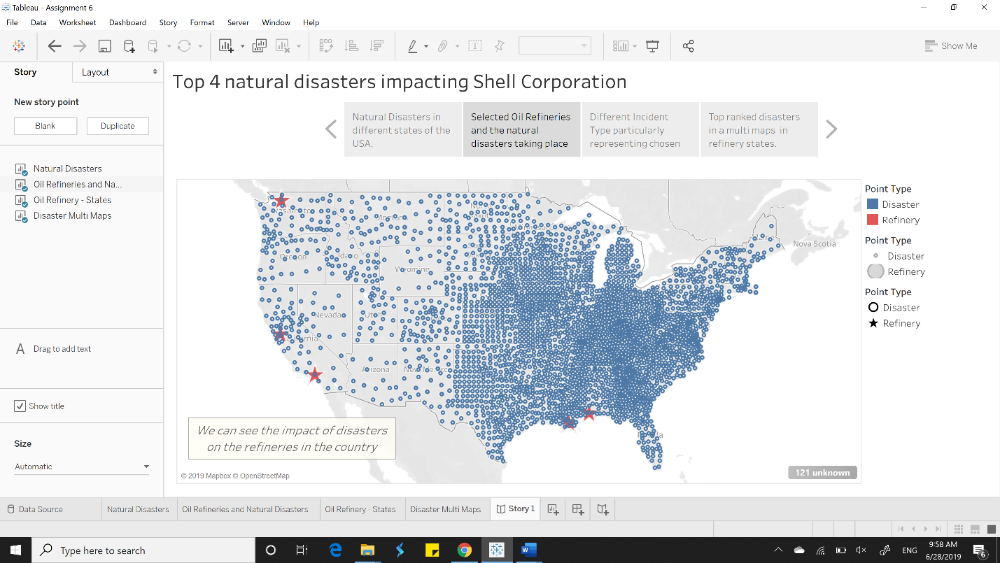 Tableau - Assignment 6
File Data Worksheet Dashboard Story Format Server Window Help
Show Me
Story Layout
New story point
Blank Duplicate
Natural Disasters
Oil Refineries and Na...
Oil Refinery - States
Disaster Multi Maps
A Drag to add text
Show title
Size
Automatic
Top 4 natural disasters impacting Shell Corporation
Natural Disasters in
different states of the
USA.
Selected Oil Refineries
and the natural
disasters taking place
Different Incident
Type particularly
representing chosen
Top ranked disasters
in a multi maps in
refinery states.
Montana
Oregon
Idaho
Wyoming
Nevada
Utah
Arizona
New Mexico
Nova Scotia
We can see the impact of disasters
on the refineries in the country
© 2019 Mapbox © OpenStreetMap
121 unknown
Point Type
Disaster
Refinery
Point Type
Disaster
Refinery
Point Type
Disaster
Refinery
Data Source Natural Disasters Oil Refineries and Natural Disasters Oil Refinery - States Disaster Multi Maps Story 1
Type here to search
W
ENG
9:58 AM
6/28/2019
6